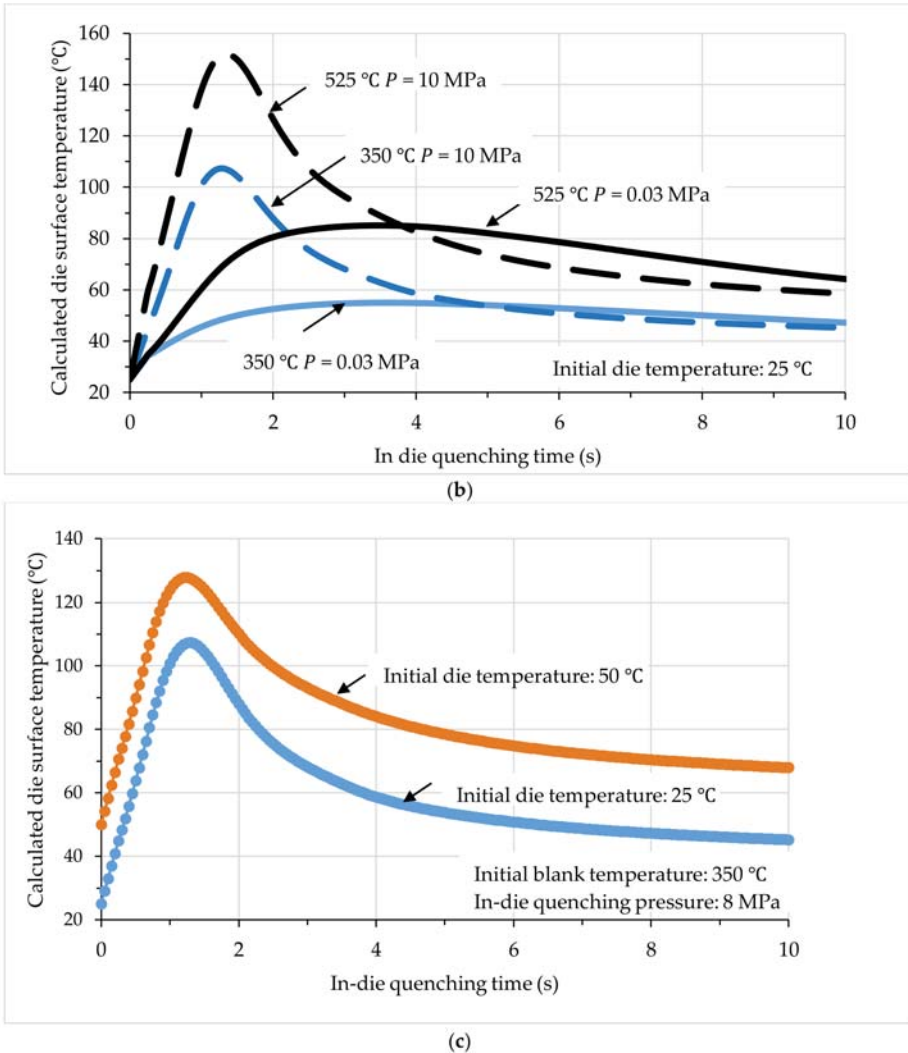 160
140
120
100
80
60
40
20
Calculated die surface temperature (°C)
525 °C P = 10 MPa
350 °C P = 10 MPa
525 °C P = 0.03 MPa
350 °C P = 0.03 MPa
Initial die temperature: 25 °C
0 2 4 6 8 10
In die quenching time (s)
(b)
140
120
100
80
60
40
20
Calculated die surface temperature (°C)
Initial die temperature: 50 °C
Initial die temperature: 25 °C
Initial blank temperature: 350 °C
In-die quenching pressure: 8 MPa
0 2 4 6 8 10
In-die quenching time (s)
(c)